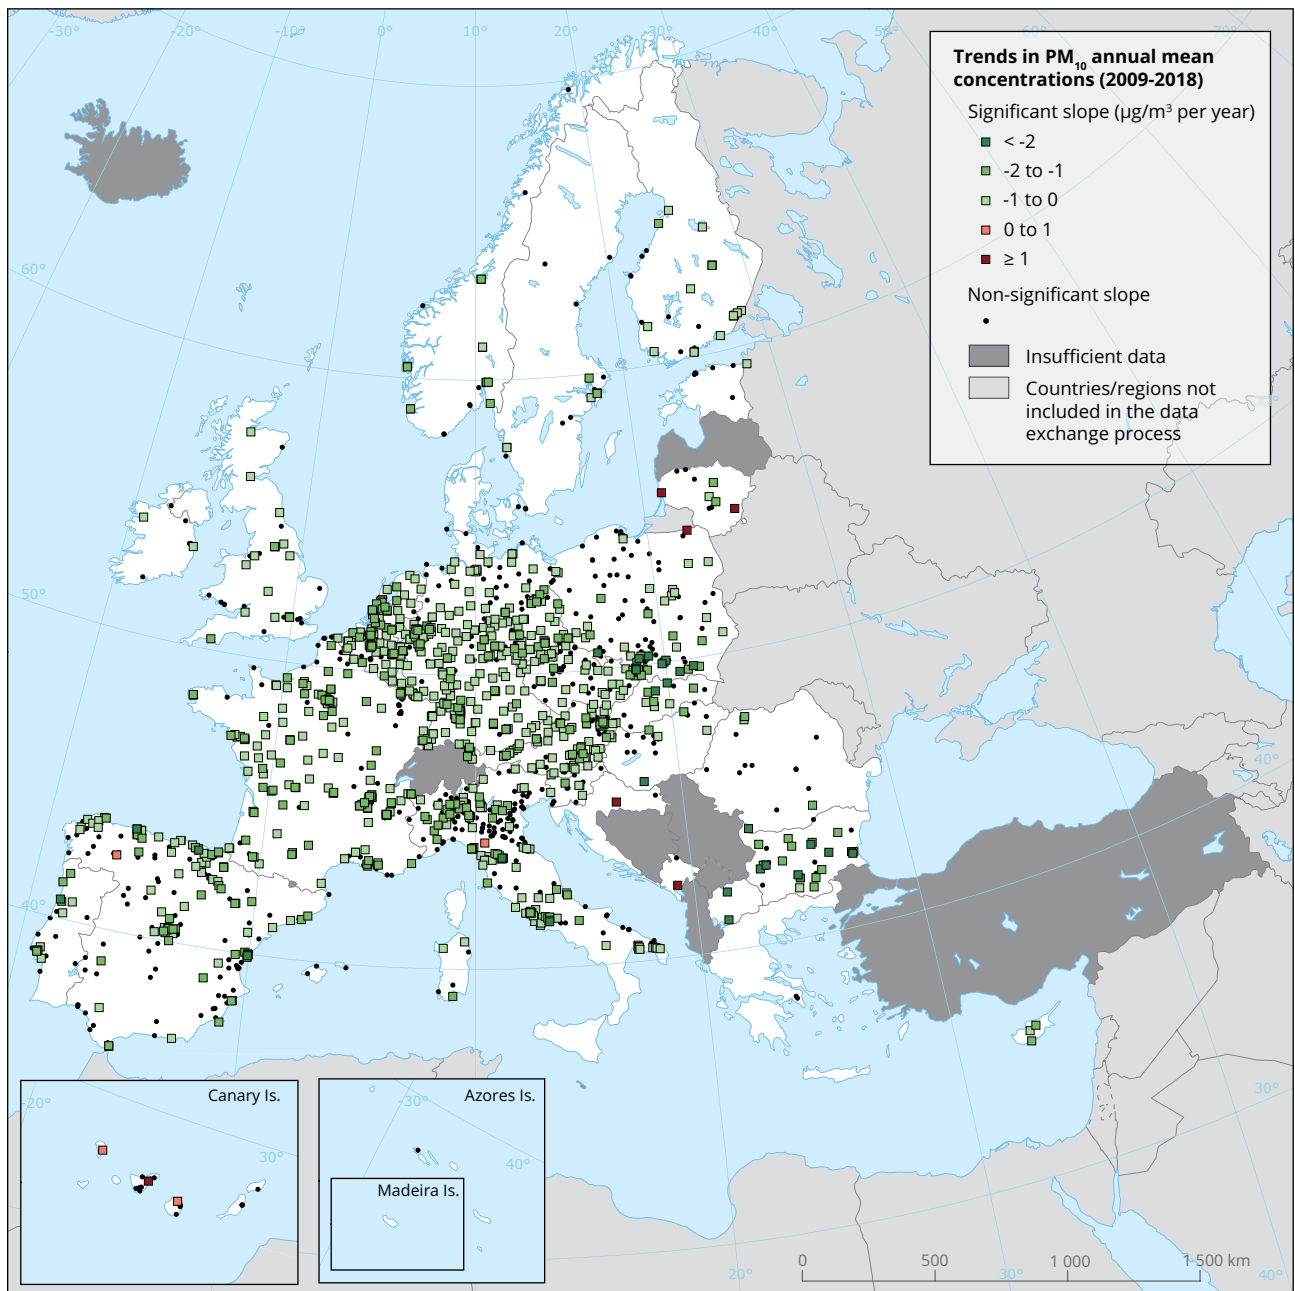 -30°
-20°
-10°
0°
10°
20°
30°
40°
50°
60°
70°
Trends in PM10 annual mean
concentrations (2009-2018)
Significant slope (µg/m³ per year)
< -2
-2 to -1
-1 to 0
0 to 1
≥ 1
Non-significant slope
Insufficient data
Countries/regions not
included in the data
exchange process
60°
50°
40°
40°
30°
Canary Is.
-20°
30°
Azores Is.
-30°
40°
Madeira Is.
0
500
1 000
1 500 km
20°
30°
40°